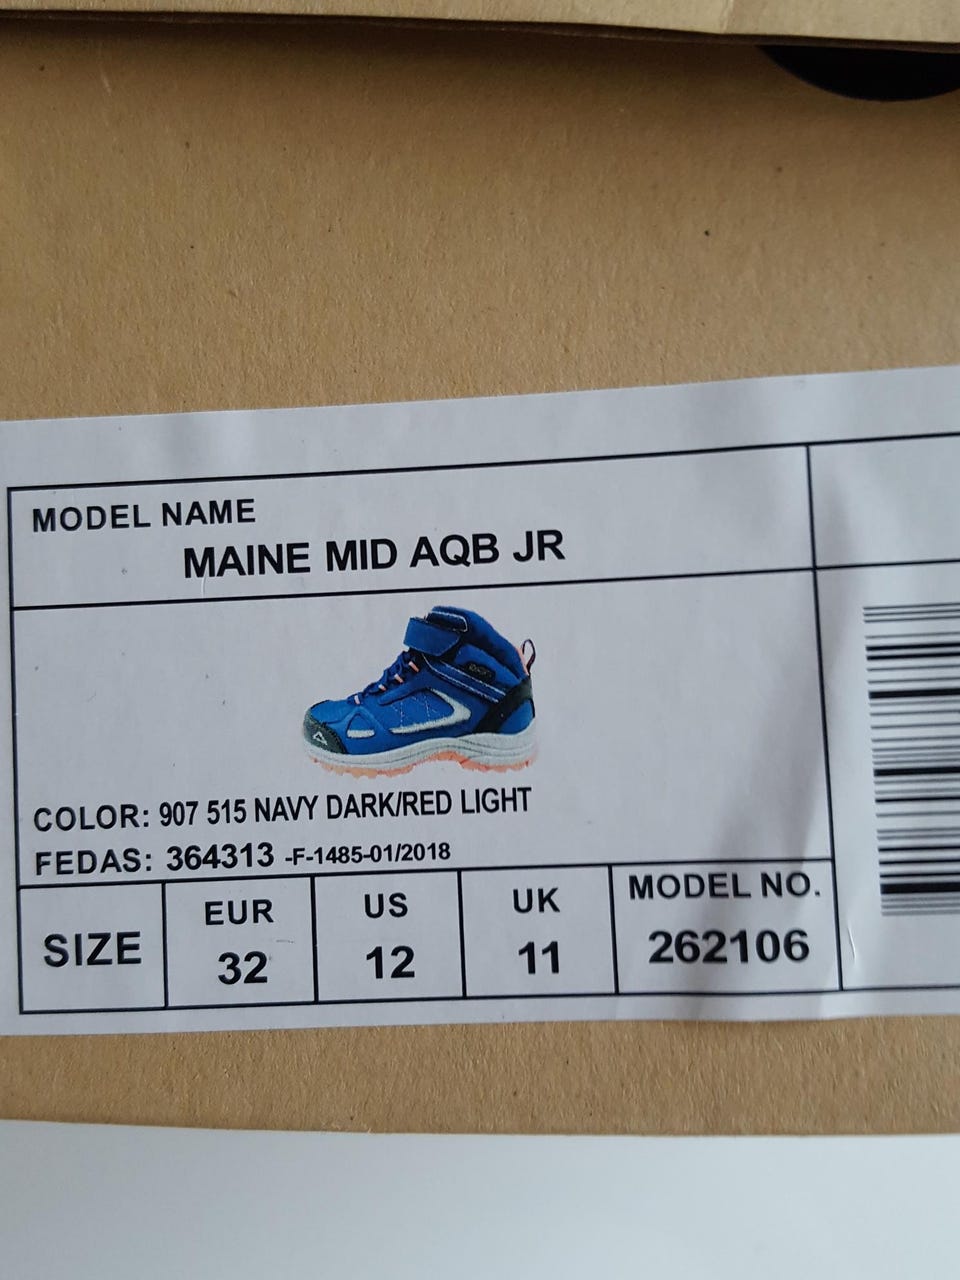 MODEL NAME
MAINE MID AQB JR
COLOR: 907 515 NAVY DARK/RED LIGHT
FEDAS: 364313 -F-1485-01/2018
SIZE
EUR
32
US
12
UK
11
MODEL NO.
262106